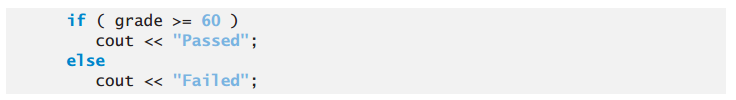 if ( grade >= 60 )
cout << "Passed";
else
cout << "Failed";